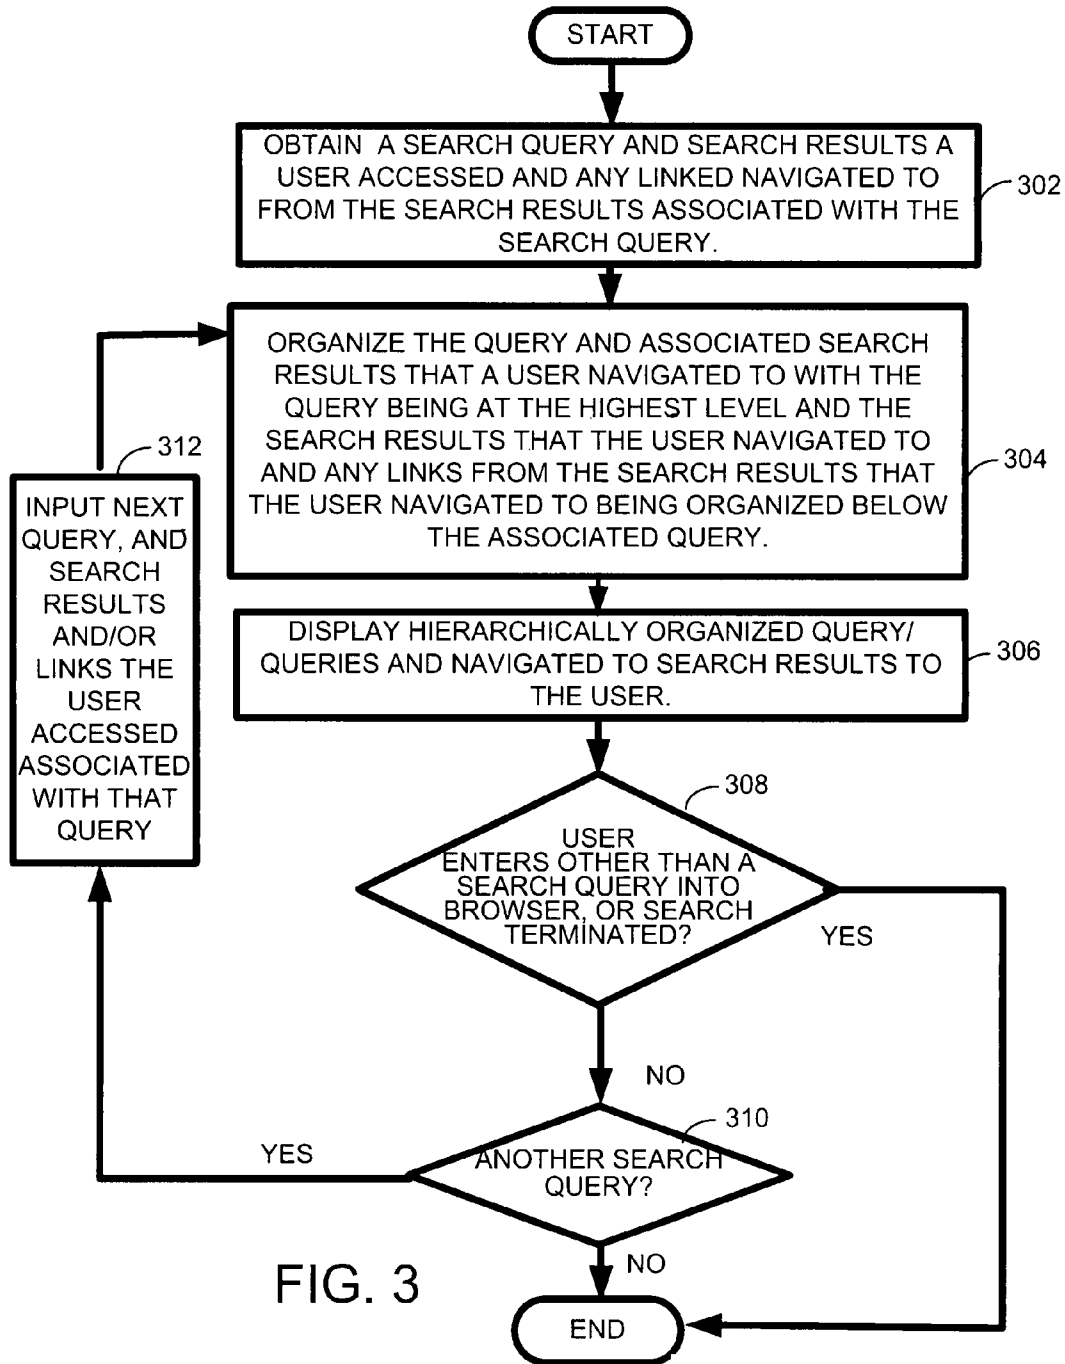 START
OBTAIN A SEARCH QUERY AND SEARCH RESULTS A
USER ACCESSED AND ANY LINKED NAVIGATED TO
FROM THE SEARCH RESULTS ASSOCIATED WITH THE
SEARCH QUERY.
302
ORGANIZE THE QUERY AND ASSOCIATED SEARCH
RESULTS THAT A USER NAVIGATED TO WITH THE
QUERY BEING AT THE HIGHEST LEVEL AND THE
SEARCH RESULTS THAT THE USER NAVIGATED TO
AND ANY LINKS FROM THE SEARCH RESULTS THAT
THE USER NAVIGATED TO BEING ORGANIZED BELOW
THE ASSOCIATED QUERY.
304
312
INPUT NEXT
QUERY, AND
SEARCH
RESULTS
AND/OR
LINKS THE
USER
ACCESSED
ASSOCIATED
WITH THAT
QUERY
DISPLAY HIERARCHICALLY ORGANIZED QUERY/
QUERIES AND NAVIGATED TO SEARCH RESULTS TO
THE USER.
306
308
USER
ENTERS OTHER THAN A
SEARCH QUERY INTO
BROWSER, OR SEARCH
TERMINATED?
YES
NO
310
YES
ANOTHER SEARCH
QUERY?
NO
FIG. 3
END